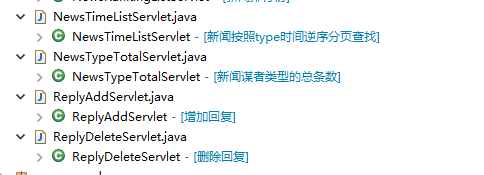 NewsTimeListServlet.java
NewsTimeListServlet - [新闻按照type时间逆序分页查找]
NewsTypeTotalServlet.java
NewsTypeTotalServlet - [新闻谋者类型的总条数]
ReplyAddServlet.java
ReplyAddServlet - [增加回复]
ReplyDeleteServlet.java
ReplyDeleteServlet - [删除回复]